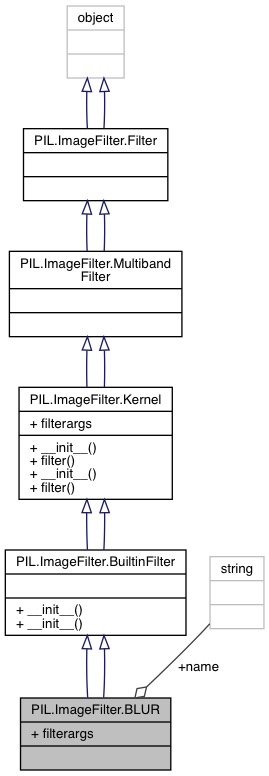 object
PIL.ImageFilter.Filter
PIL.ImageFilter.Multiband
Filter
PIL.ImageFilter.Kernel
+ filterargs
+ __init__()
+ filter()
+ __init__()
+ filter()
PIL.ImageFilter.BuiltinFilter
+ __init__()
+ __init__()
string
+name
PIL.ImageFilter.BLUR
+ filterargs